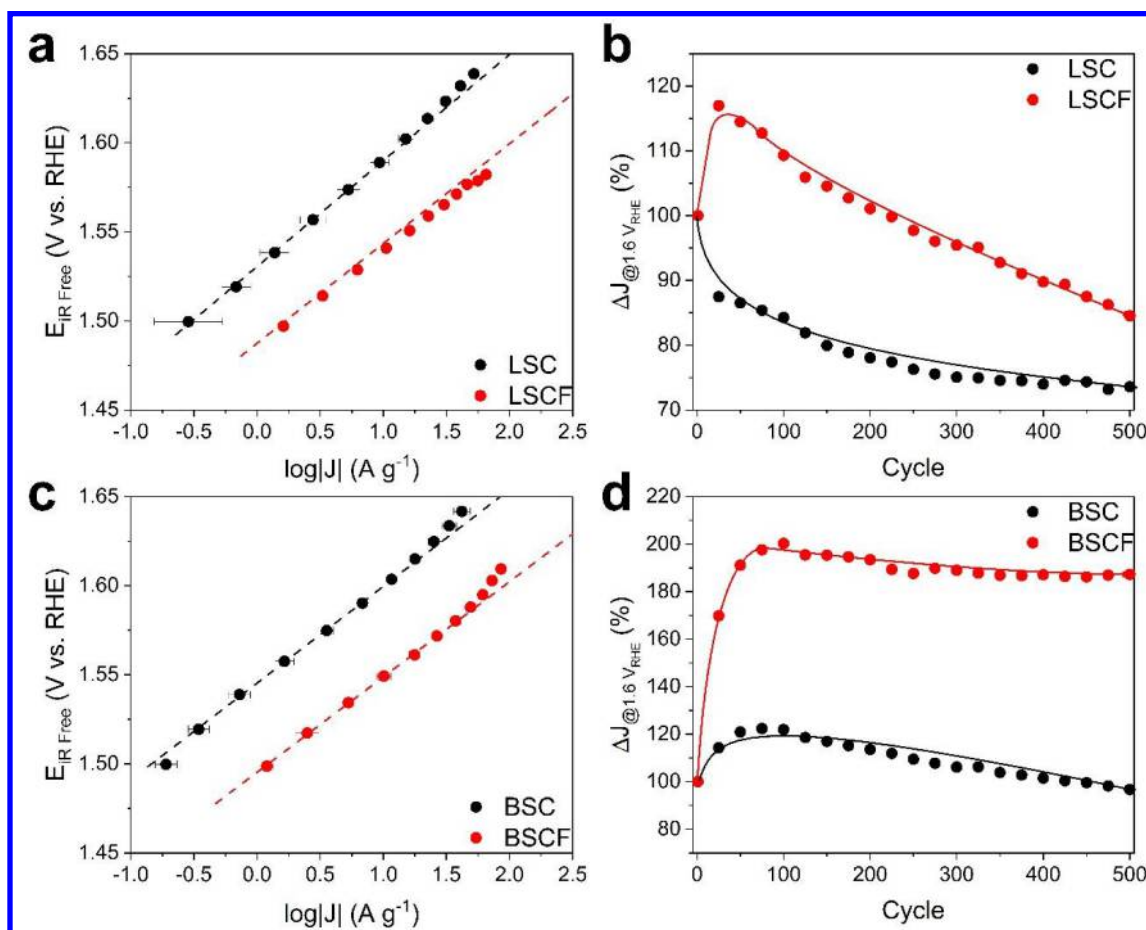 a
1.65
1.60
1.55
1.50
1.45
E_iR Free (V vs. RHE)
LSC
LSCF
-1.0 -0.5 0.0 0.5 1.0 1.5 2.0 2.5
log|J| (A g⁻¹)
b
120
110
100
90
80
70
ΔJ_@1.6 V_RHE (%)
LSC
LSCF
0 100 200 300 400 500
Cycle
c
1.65
1.60
1.55
1.50
1.45
E_iR Free (V vs. RHE)
BSC
BSCF
-1.0 -0.5 0.0 0.5 1.0 1.5 2.0 2.5
log|J| (A g⁻¹)
d
220
200
180
160
140
120
100
80
ΔJ_@1.6 V_RHE (%)
BSC
BSCF
0 100 200 300 400 500
Cycle